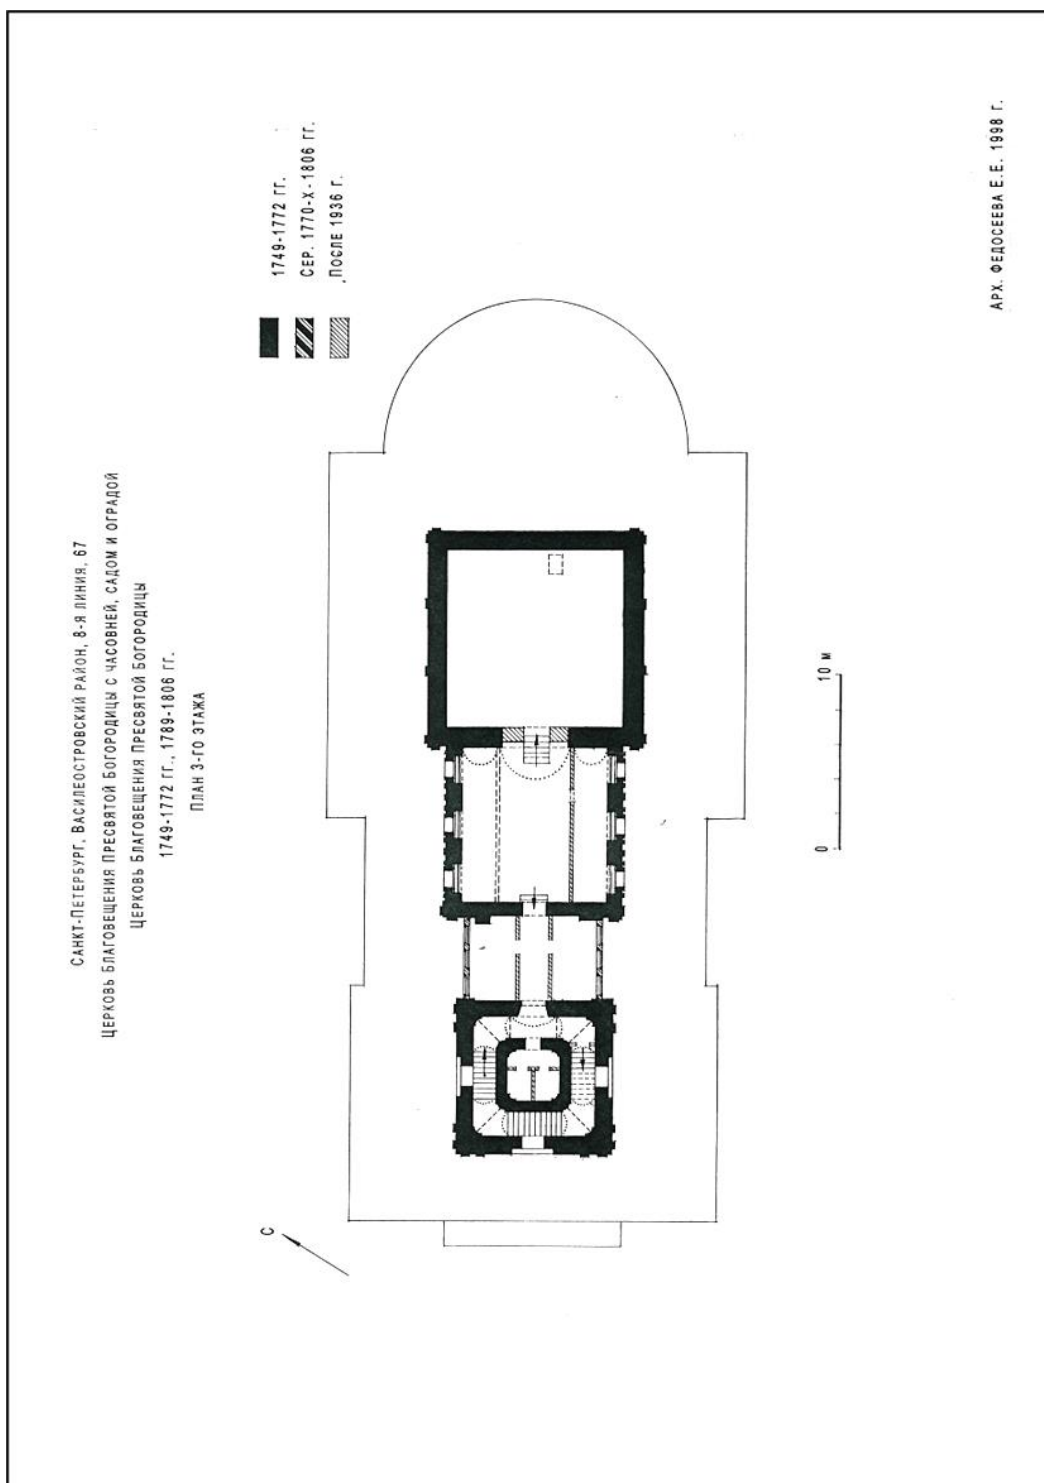 САНКТ-ПЕТЕРБУРГ, ВАСИЛЕОСТРОВСКИЙ РАЙОН, 8-Я ЛИНИЯ, 67
ЦЕРКОВЬ БЛАГОВЕЩЕНИЯ ПРЕСВЯТОЙ БОГОРОДИЦЫ С ЧАСОВНЕЙ, САДОМ И ОГРАДОЙ
ЦЕРКОВЬ БЛАГОВЕЩЕНИЯ ПРЕСВЯТОЙ БОГОРОДИЦЫ
1749-1772 ГГ., 1789-1806 ГГ.
ПЛАН 3-ГО ЭТАЖА
1749-1772 ГГ.
СЕР. 1770-Х-1806 ГГ.
ПОСЛЕ 1936 Г.
С
0 10 М
АРХ. ФЕДОСЕЕВА Е.Е. 1998 Г.